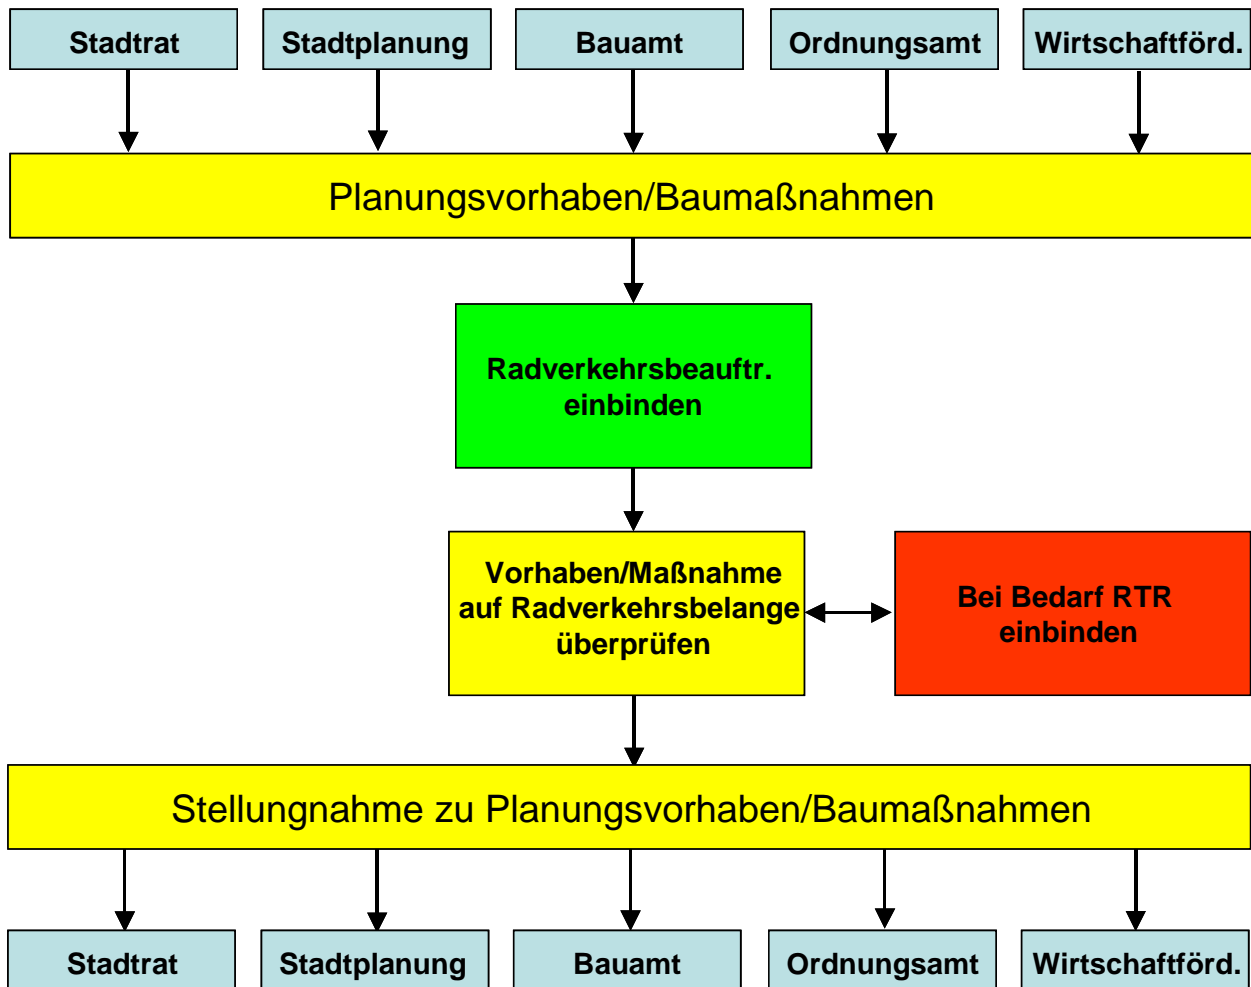 Stadtrat
Stadtplanung
Bauamt
Ordnungsamt
Wirtschaftförd.
Planungsvorhaben/Baumaßnahmen
Radverkehrsbeauftr.
einbinden
Vorhaben/Maßnahme
auf Radverkehrsbelange
überprüfen
Bei Bedarf RTR
einbinden
Stellungnahme zu Planungsvorhaben/Baumaßnahmen
Stadtrat
Stadtplanung
Bauamt
Ordnungsamt
Wirtschaftförd.